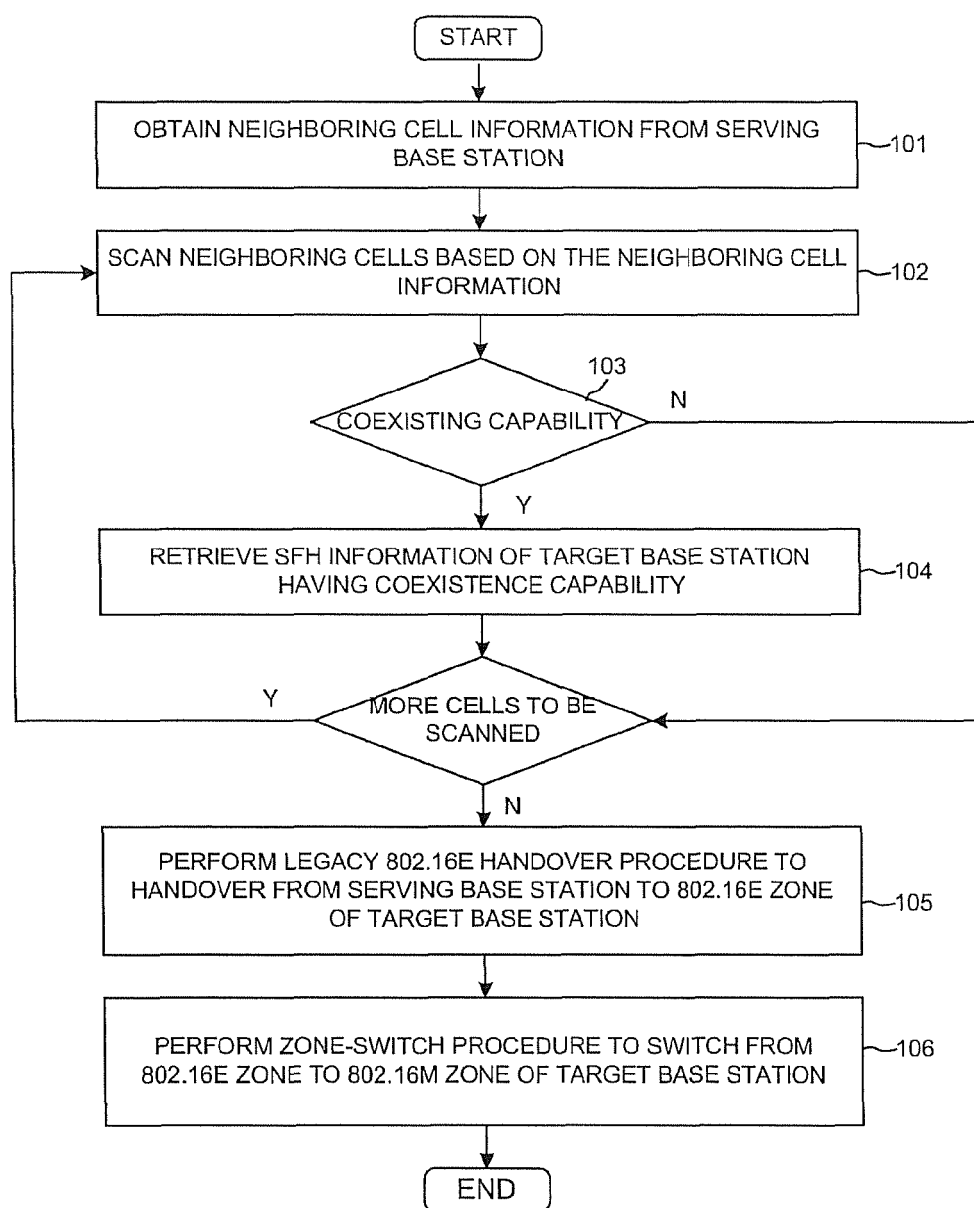 START
OBTAIN NEIGHBORING CELL INFORMATION FROM SERVING
BASE STATION
101
SCAN NEIGHBORING CELLS BASED ON THE NEIGHBORING CELL
INFORMATION
102
103
COEXISTING CAPABILITY
N
Y
RETRIEVE SFH INFORMATION OF TARGET BASE STATION
HAVING COEXISTENCE CAPABILITY
104
Y
MORE CELLS TO BE
SCANNED
N
PERFORM LEGACY 802.16E HANDOVER PROCEDURE TO
HANDOVER FROM SERVING BASE STATION TO 802.16E ZONE
OF TARGET BASE STATION
105
PERFORM ZONE-SWITCH PROCEDURE TO SWITCH FROM
802.16E ZONE TO 802.16M ZONE OF TARGET BASE STATION
106
END